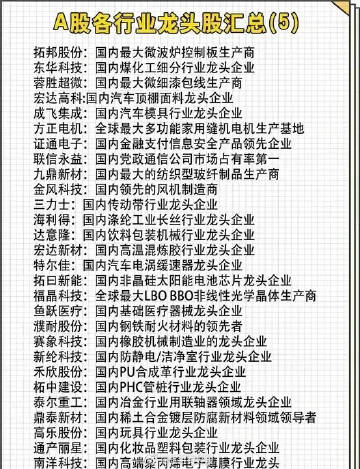 A股各行业龙头股汇总(5)
拓邦股份：国内最大微波炉控制板生产商
东华科技：国内煤化工细分行业龙头企业
蓉胜超微：国内最大微细漆包线生产商
宏达高科:国内汽车顶棚面料龙头企业
成飞集成：国内汽车模具行业龙头企业
方正电机：全球最大多功能家用缝机电机生产基地
证通电子：国内金融支付信息安全产品领先企业
联信永益：国内党政通信公司市场占有率第一
九鼎新材：国内最大的纺织型玻纤制品生产商
金风科技：国内领先的风机制造商
三力士：国内传动带行业龙头企业
海利得：国内涤纶工业长丝行业龙头企业
达意隆：国内饮料包装机械行业龙头企业
宏达新材：国内高温混炼胶行业龙头企业
特尔佳：国内汽车电涡缓速器龙头企业
拓日新能：国内非晶硅太阳能电池芯片龙头企业
福晶科技：全球最大LBO BBO非线性光学晶体生产商
鱼跃医疗：国内基础医疗器械龙头企业
濮耐股份：国内钢铁耐火材料的领先者
赛象科技：国内橡胶机械制造业的龙头企业
新纶科技：国内防静电/洁净室行业龙头企业
禾欣股份：国内PU合成革行业龙头企业
柘中建设：国内PHC管桩行业龙头企业
泰尔重工：国内冶金行业用联轴器领域龙头企业
鼎泰新材：国内稀土合金镀层防腐新材料领域领导者
高乐股份：国内玩具行业龙头企业
通产丽星：国内化妆品塑料包装行业龙头企业
南洋科技：国内高端聚丙烯电子薄膜行业龙头